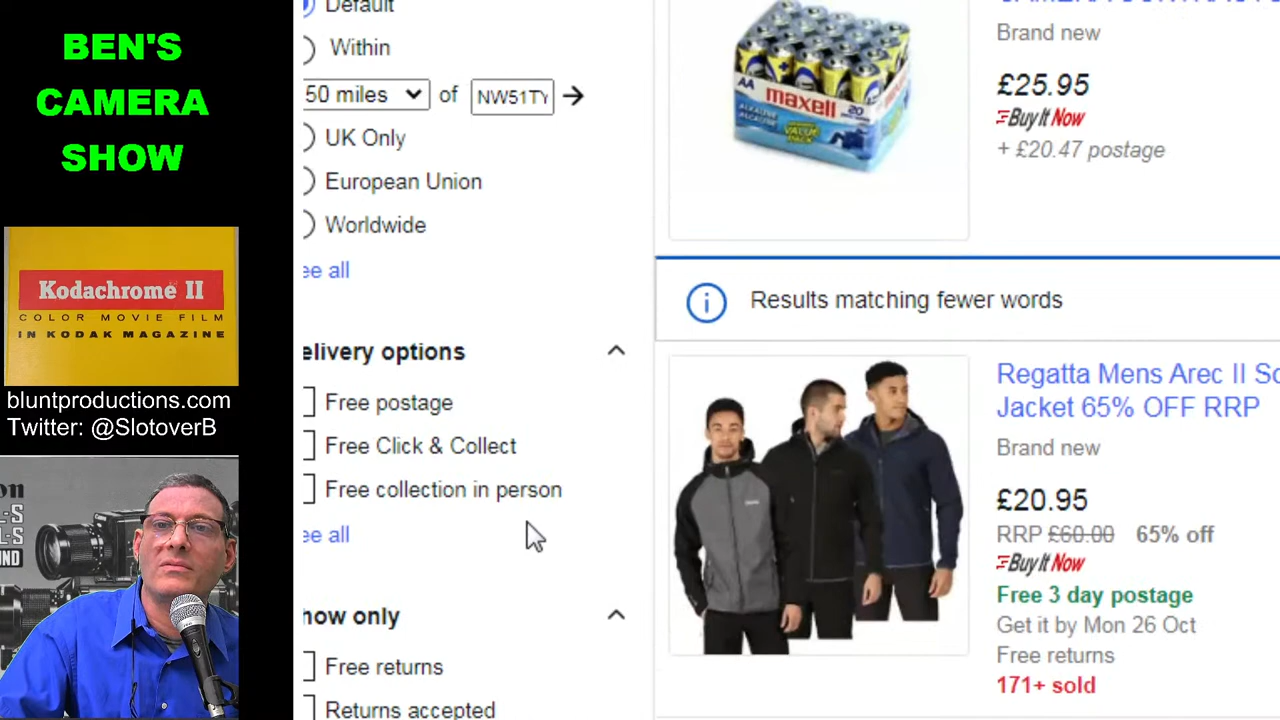 BEN'S
CAMERA
SHOW
Kodachrome II
COLOR MOVIE FILM
IN KODAK MAGAZINE
bluntproductions.com
Twitter: @SlotoverB
Default
Within
50 miles of NW51TY
UK Only
European Union
Worldwide
ee all
elivery options
Free postage
Free Click & Collect
Free collection in person
ee all
how only
Free returns
Returns accepted
AA
maxell
20
Brand new
£25.95
Buy It Now
+ £20.47 postage
Results matching fewer words
Regatta Mens Arec II So
Jacket 65% OFF RRP
Brand new
£20.95
RRP £60.00 65% off
Buy It Now
Free 3 day postage
Get it by Mon 26 Oct
Free returns
171+ sold